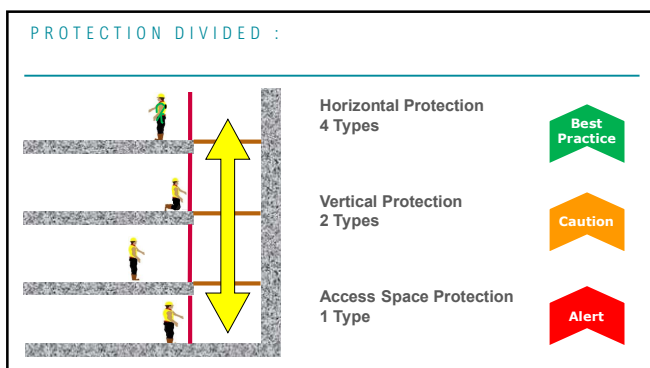 PROTECTION DIVIDED :
Horizontal Protection
4 Types
Best
Practice
Vertical Protection
2 Types
Caution
Access Space Protection
1 Type
Alert